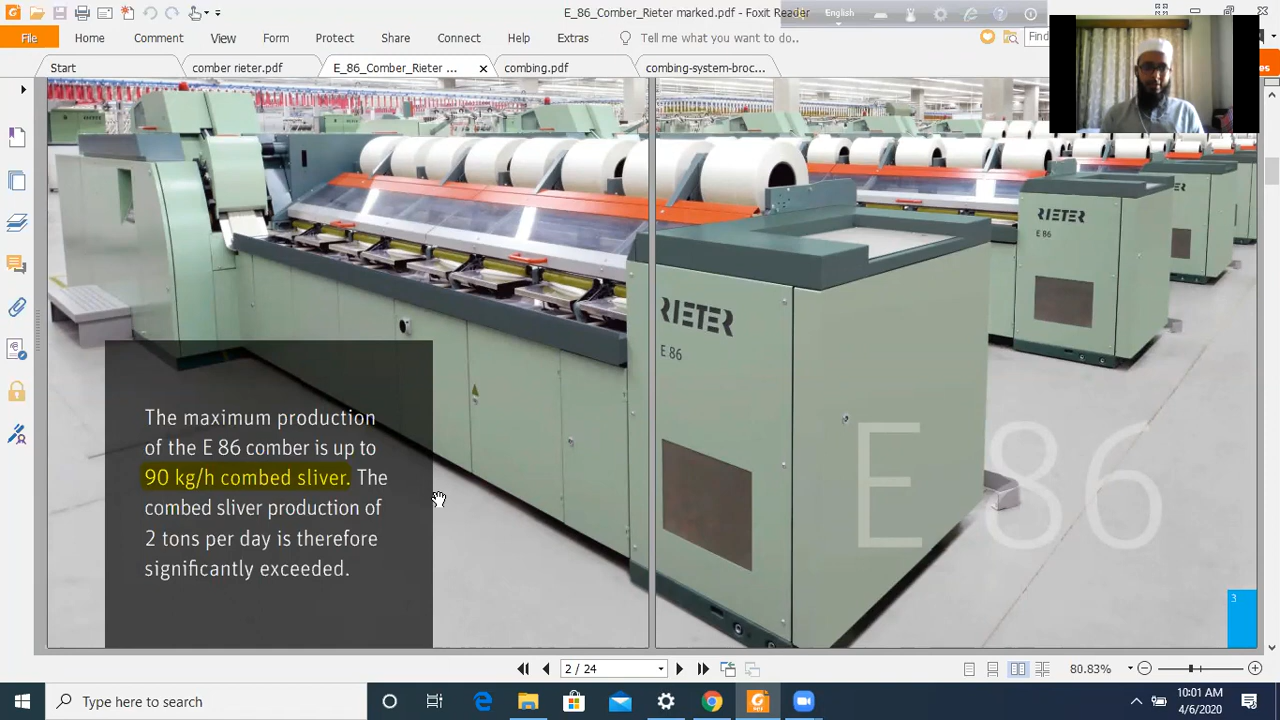 E_86_Comber_Rieter marked.pdf - Foxit Reader
English
File
Home
Comment
View
Form
Protect
Share
Connect
Help
Extras
Tell me what you want to do..
Find
Start
comber rieter.pdf
E_86_Comber_Rieter ...
combing.pdf
combing-system-broc...
es
RIETER
E 86
RIETER
E 86
E 86
The maximum production
of the E 86 comber is up to
90 kg/h combed sliver. The
combed sliver production of
2 tons per day is therefore
significantly exceeded.
3
2 / 24
80.83%
Type here to search
10:01 AM
4/6/2020